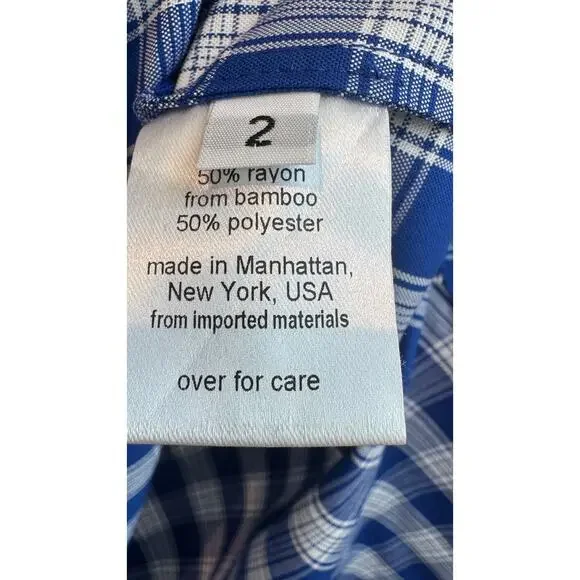 2
50% rayon
from bamboo
50% polyester
made in Manhattan,
New York, USA
from imported materials
over for care